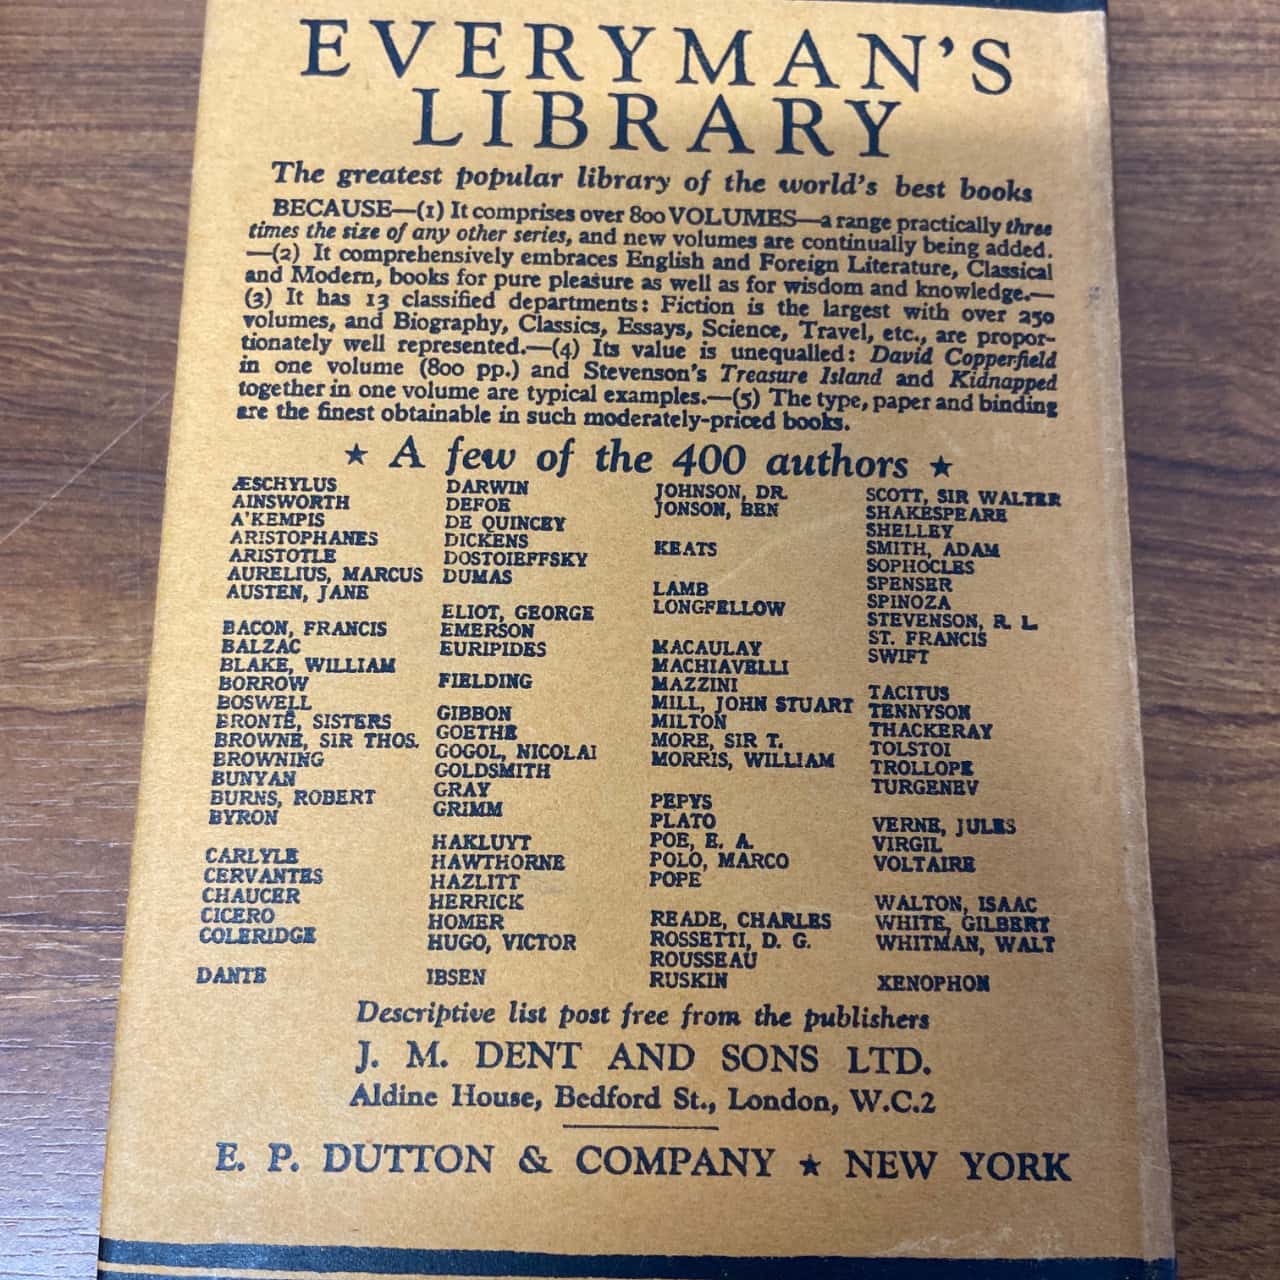 EVERYMAN'S
LIBRARY
The greatest popular library of the world's best books
BECAUSE—(1) It comprises over 800 VOLUMES—a range practically three
times the size of any other series, and new volumes are continually being added.
—(2) It comprehensively embraces English and Foreign Literature, Classical
and Modern, books for pure pleasure as well as for wisdom and knowledge.—
(3) It has 13 classified departments: Fiction is the largest with over 250
volumes, and Biography, Classics, Essays, Science, Travel, etc., are propor-
tionately well represented.—(4) Its value is unequalled: David Copperfield
in one volume (800 pp.) and Stevenson's Treasure Island and Kidnapped
together in one volume are typical examples.—(5) The type, paper and binding
are the finest obtainable in such moderately-priced books.
★ A few of the 400 authors ★
ÆSCHYLUS
AINSWORTH
A'KEMPIS
ARISTOPHANES
ARISTOTLE
AURELIUS, MARCUS
AUSTEN, JANE
BACON, FRANCIS
BALZAC
BLAKE, WILLIAM
BORROW
BOSWELL
BRONTË, SISTERS
BROWNE, SIR THOS.
BROWNING
BUNYAN
BURNS, ROBERT
BYRON
CARLYLE
CERVANTES
CHAUCER
CICERO
COLERIDGE
DANTE
DARWIN
DEFOE
DE QUINCEY
DICKENS
DOSTOIEFFSKY
DUMAS
ELIOT, GEORGE
EMERSON
EURIPIDES
FIELDING
GIBBON
GOETHE
GOGOL, NICOLAI
GOLDSMITH
GRAY
GRIMM
HAKLUYT
HAWTHORNE
HAZLITT
HERRICK
HOMER
HUGO, VICTOR
IBSEN
JOHNSON, DR.
JONSON, BEN
KEATS
LAMB
LONGFELLOW
MACAULAY
MACHIAVELLI
MAZZINI
MILL, JOHN STUART
MILTON
MORE, SIR T.
MORRIS, WILLIAM
PEPYS
PLATO
POE, E. A.
POLO, MARCO
POPE
READE, CHARLES
ROSSETTI, D. G.
ROUSSEAU
RUSKIN
SCOTT, SIR WALTER
SHAKESPEARE
SHELLEY
SMITH, ADAM
SOPHOCLES
SPENSER
SPINOZA
STEVENSON, R. L.
ST. FRANCIS
SWIFT
TACITUS
TENNYSON
THACKERAY
TOLSTOI
TROLLOPE
TURGENEV
VERNE, JULES
VIRGIL
VOLTAIRE
WALTON, ISAAC
WHITE, GILBERT
WHITMAN, WALT
XENOPHON
Descriptive list post free from the publishers
J. M. DENT AND SONS LTD.
Aldine House, Bedford St., London, W.C.2
E. P. DUTTON & COMPANY ★ NEW YORK